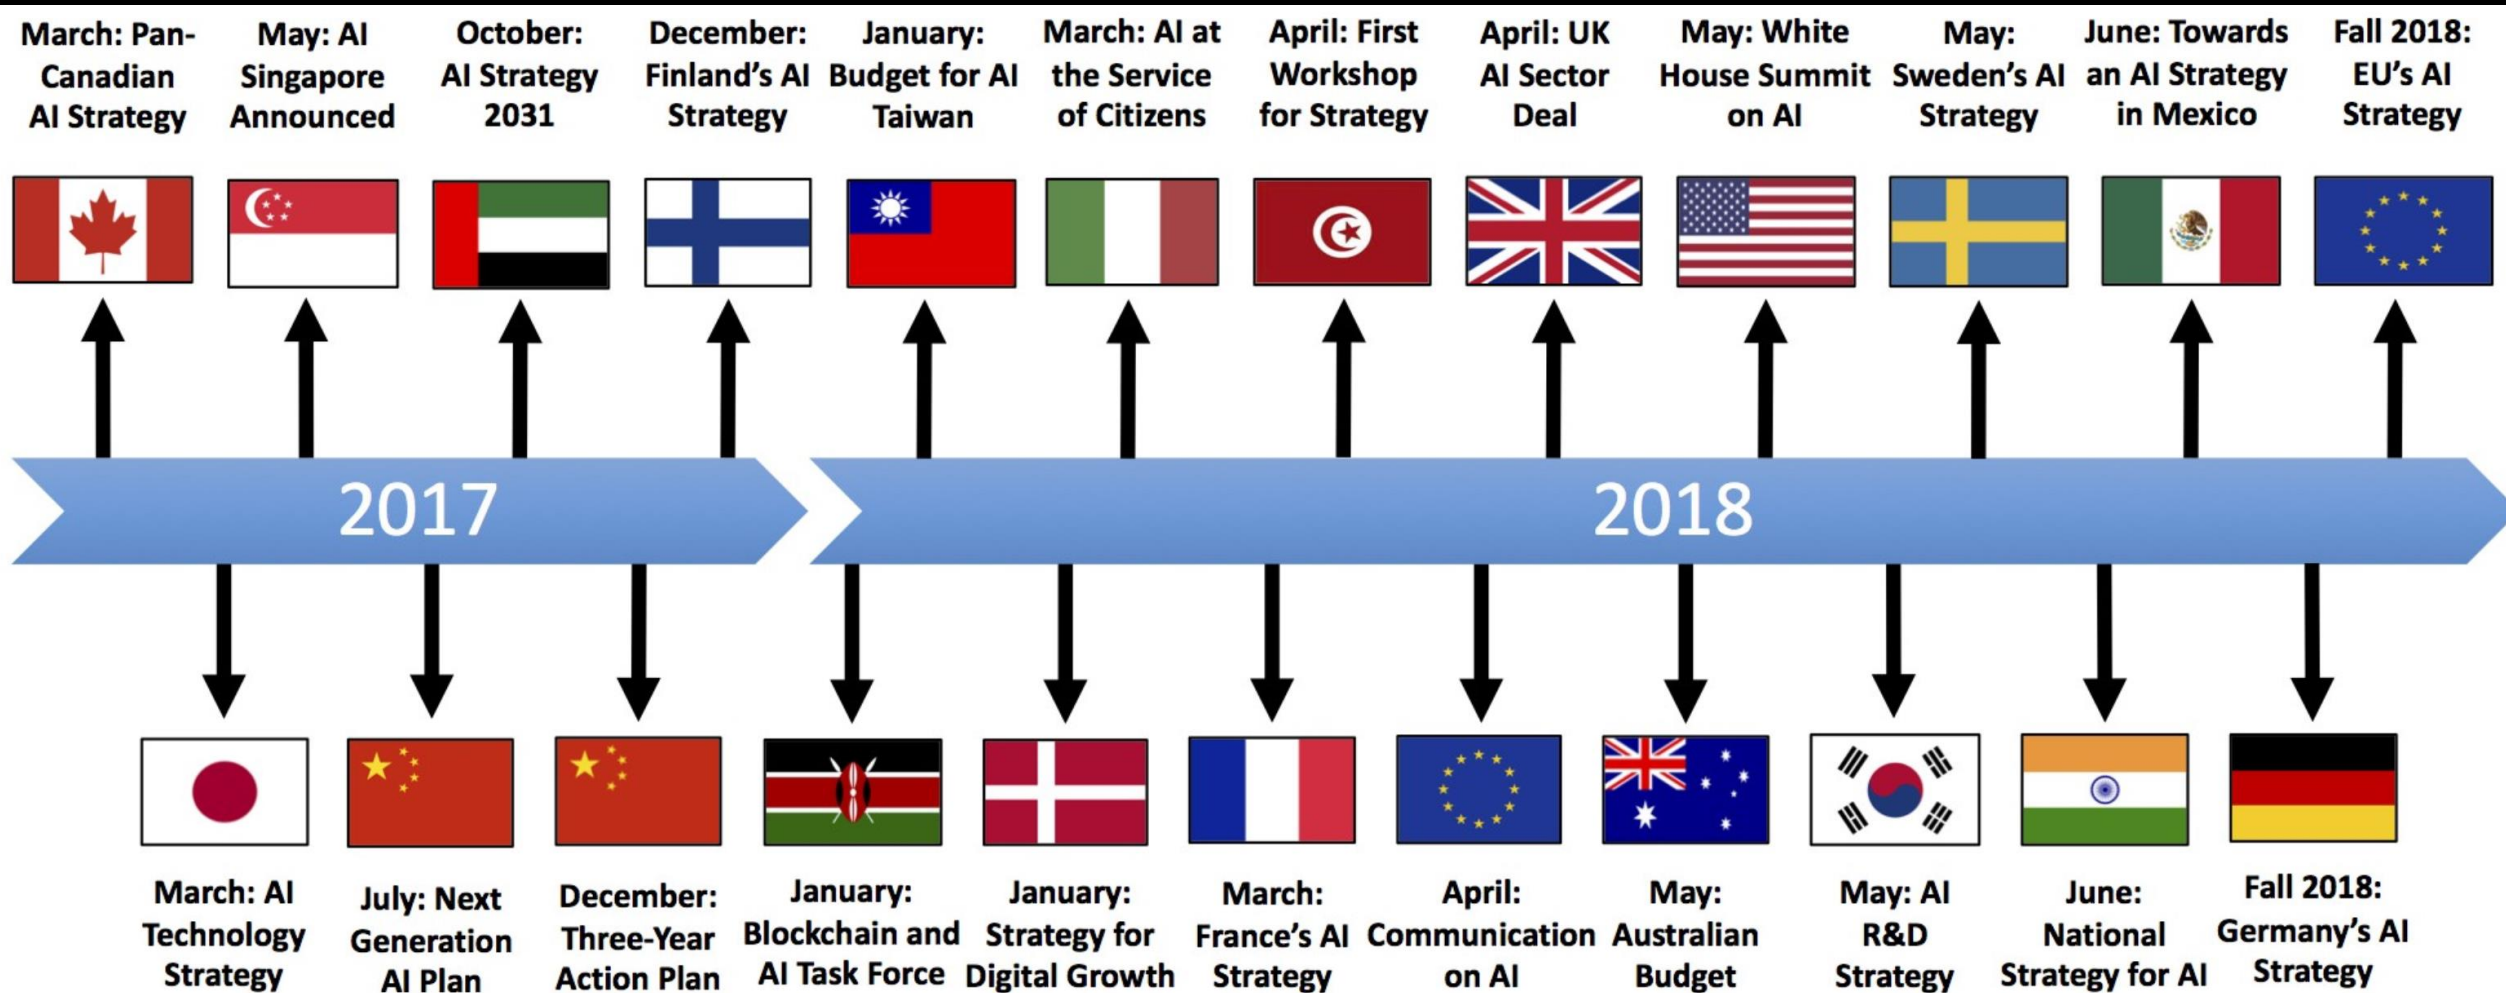 March: Pan-
Canadian
AI Strategy
May: AI
Singapore
Announced
October:
AI Strategy
2031
December:
Finland's AI
Strategy
January:
Budget for AI
Taiwan
March: AI at
the Service
of Citizens
April: First
Workshop
for Strategy
April: UK
AI Sector
Deal
May: White
House Summit
on AI
May:
Sweden's AI
Strategy
June: Towards
an AI Strategy
in Mexico
Fall 2018:
EU's AI
Strategy
2017
2018
March: AI
Technology
Strategy
July: Next
Generation
AI Plan
December:
Three-Year
Action Plan
January:
Blockchain and
AI Task Force
January:
Strategy for
Digital Growth
March:
France's AI
Strategy
April:
Communication
on AI
May:
Australian
Budget
May: AI
R&D
Strategy
June:
National
Strategy for AI
Fall 2018:
Germany's AI
Strategy